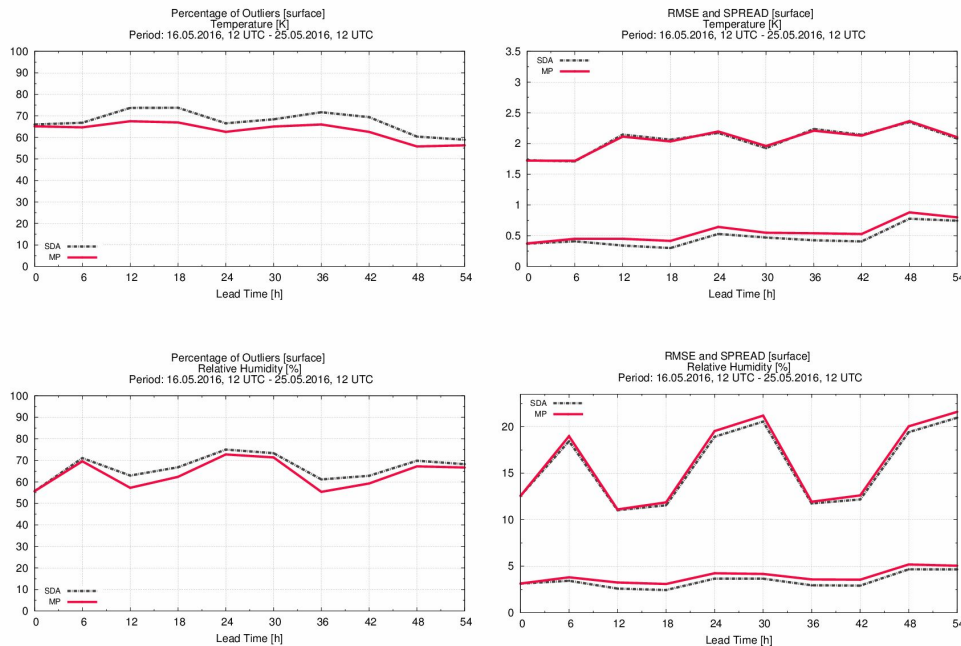 Percentage of Outliers [surface]
Temperature [K]
Period: 16.05.2016, 12 UTC - 25.05.2016, 12 UTC
100
90
80
70
60
50
40
30
20
10
0
SDA
MP
0 6 12 18 24 30 36 42 48 54
Lead Time [h]
RMSE and SPREAD [surface]
Temperature [K]
Period: 16.05.2016, 12 UTC - 25.05.2016, 12 UTC
3.5
3
2.5
2
1.5
1
0.5
0
SDA
MP
0 6 12 18 24 30 36 42 48 54
Lead Time [h]
Percentage of Outliers [surface]
Relative Humidity [%]
Period: 16.05.2016, 12 UTC - 25.05.2016, 12 UTC
100
90
80
70
60
50
40
30
20
10
0
SDA
MP
0 6 12 18 24 30 36 42 48 54
Lead Time [h]
RMSE and SPREAD [surface]
Relative Humidity [%]
Period: 16.05.2016, 12 UTC - 25.05.2016, 12 UTC
SDA
MP
20
15
10
5
0
0 6 12 18 24 30 36 42 48 54
Lead Time [h]